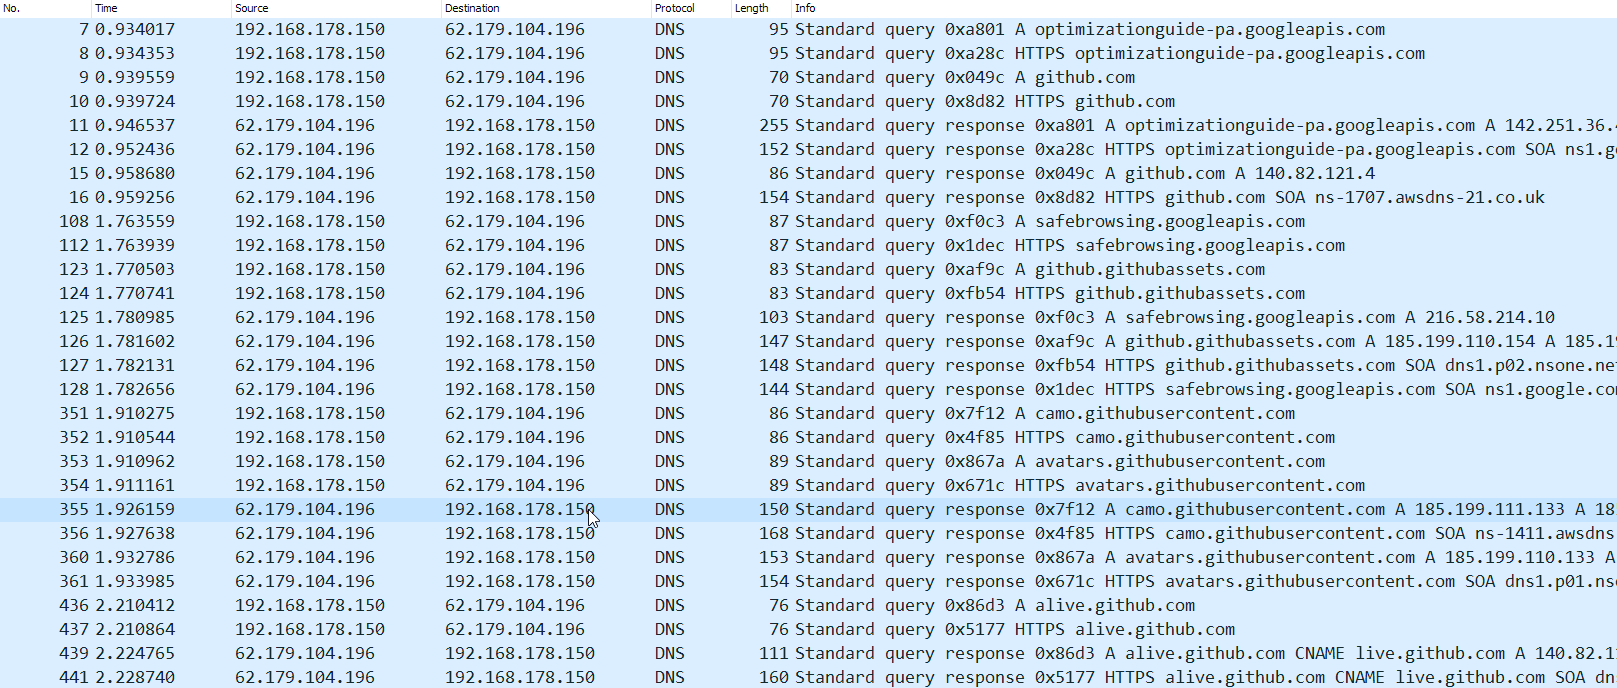 No. Time Source Destination Protocol Length Info
7 0.934017 192.168.178.150 62.179.104.196 DNS 95 Standard query 0xa801 A optimizationguide-pa.googleapis.com
8 0.934353 192.168.178.150 62.179.104.196 DNS 95 Standard query 0xa28c HTTPS optimizationguide-pa.googleapis.com
9 0.939559 192.168.178.150 62.179.104.196 DNS 70 Standard query 0x049c A github.com
10 0.939724 192.168.178.150 62.179.104.196 DNS 70 Standard query 0x8d82 HTTPS github.com
11 0.946537 62.179.104.196 192.168.178.150 DNS 255 Standard query response 0xa801 A optimizationguide-pa.googleapis.com A 142.251.36.
12 0.952436 62.179.104.196 192.168.178.150 DNS 152 Standard query response 0xa28c HTTPS optimizationguide-pa.googleapis.com SOA ns1.g
15 0.958680 62.179.104.196 192.168.178.150 DNS 86 Standard query response 0x049c A github.com A 140.82.121.4
16 0.959256 62.179.104.196 192.168.178.150 DNS 154 Standard query response 0x8d82 HTTPS github.com SOA ns-1707.awsdns-21.co.uk
108 1.763559 192.168.178.150 62.179.104.196 DNS 87 Standard query 0xf0c3 A safebrowsing.googleapis.com
112 1.763939 192.168.178.150 62.179.104.196 DNS 87 Standard query 0x1dec HTTPS safebrowsing.googleapis.com
123 1.770503 192.168.178.150 62.179.104.196 DNS 83 Standard query 0xaf9c A github.githubassets.com
124 1.770741 192.168.178.150 62.179.104.196 DNS 83 Standard query 0xfb54 HTTPS github.githubassets.com
125 1.780985 62.179.104.196 192.168.178.150 DNS 103 Standard query response 0xf0c3 A safebrowsing.googleapis.com A 216.58.214.10
126 1.781602 62.179.104.196 192.168.178.150 DNS 147 Standard query response 0xaf9c A github.githubassets.com A 185.199.110.154 A 185.1
127 1.782131 62.179.104.196 192.168.178.150 DNS 148 Standard query response 0xfb54 HTTPS github.githubassets.com SOA dns1.p02.nsone.ne
128 1.782656 62.179.104.196 192.168.178.150 DNS 144 Standard query response 0x1dec HTTPS safebrowsing.googleapis.com SOA ns1.google.co
351 1.910275 192.168.178.150 62.179.104.196 DNS 86 Standard query 0x7f12 A camo.githubusercontent.com
352 1.910544 192.168.178.150 62.179.104.196 DNS 86 Standard query 0x4f85 HTTPS camo.githubusercontent.com
353 1.910962 192.168.178.150 62.179.104.196 DNS 89 Standard query 0x867a A avatars.githubusercontent.com
354 1.911161 192.168.178.150 62.179.104.196 DNS 89 Standard query 0x671c HTTPS avatars.githubusercontent.com
355 1.926159 62.179.104.196 192.168.178.150 DNS 150 Standard query response 0x7f12 A camo.githubusercontent.com A 185.199.111.133 A 18
356 1.927638 62.179.104.196 192.168.178.150 DNS 168 Standard query response 0x4f85 HTTPS camo.githubusercontent.com SOA ns-1411.awsdns
360 1.932786 62.179.104.196 192.168.178.150 DNS 153 Standard query response 0x867a A avatars.githubusercontent.com A 185.199.110.133 A
361 1.933985 62.179.104.196 192.168.178.150 DNS 154 Standard query response 0x671c HTTPS avatars.githubusercontent.com SOA dns1.p01.ns
436 2.210412 192.168.178.150 62.179.104.196 DNS 76 Standard query 0x86d3 A alive.github.com
437 2.210864 192.168.178.150 62.179.104.196 DNS 76 Standard query 0x5177 HTTPS alive.github.com
439 2.224765 62.179.104.196 192.168.178.150 DNS 111 Standard query response 0x86d3 A alive.github.com CNAME live.github.com A 140.82.1
441 2.228740 62.179.104.196 192.168.178.150 DNS 160 Standard query response 0x5177 HTTPS alive.github.com CNAME live.github.com SOA dn